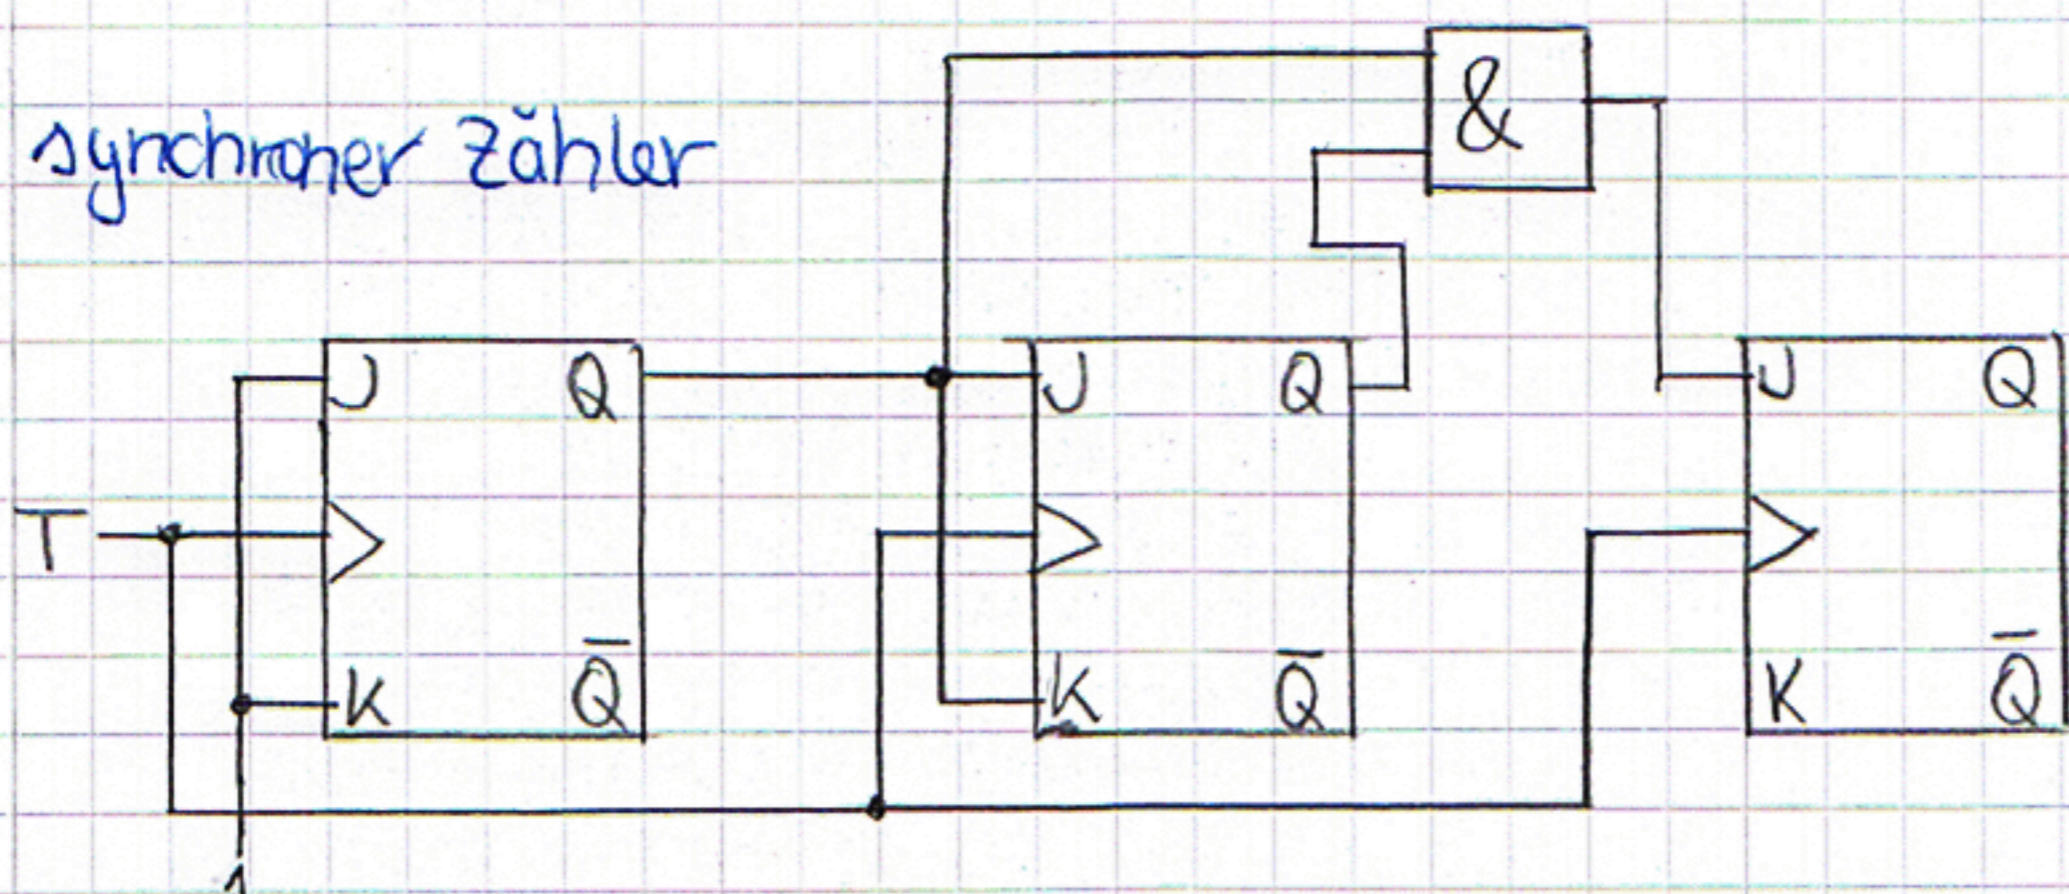 &
synchroner Zähler
J Q J Q J Q
T
K Q̅ K Q̅ K Q̅
1